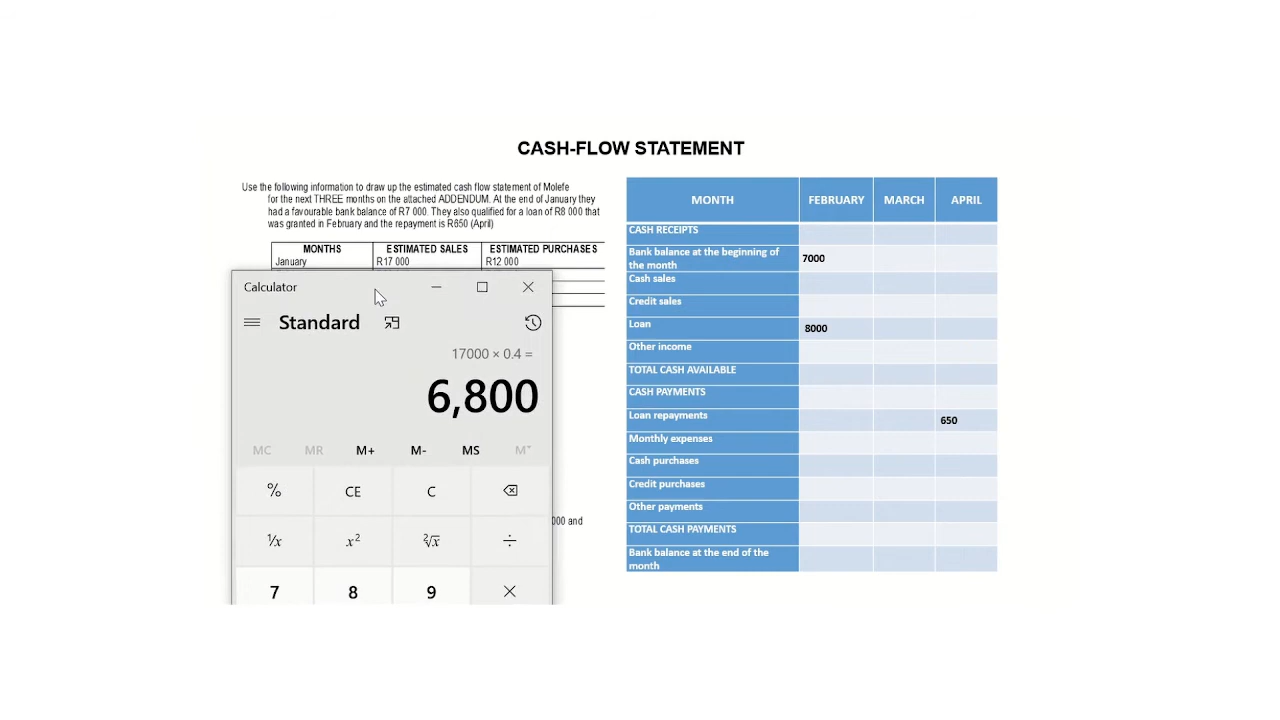 CASH-FLOW STATEMENT
Use the following information to draw up the estimated cash flow statement of Molefe
for the next THREE months on the attached ADDENDUM. At the end of January they
had a favourable bank balance of R7 000. They also qualified for a loan of R8 000 that
was granted in February and the repayment is R650 (April)
MONTHS ESTIMATED SALES ESTIMATED PURCHASES
January R17 000 R12 000
Calculator
Standard
17000 × 0.4 =
6,800
MC MR M+ M- MS M˅
% CE C
¹/x x² ²√x ÷
7 8 9 ×
000 and
MONTH FEBRUARY MARCH APRIL
CASH RECEIPTS
Bank balance at the beginning of
the month 7000
Cash sales
Credit sales
Loan 8000
Other income
TOTAL CASH AVAILABLE
CASH PAYMENTS
Loan repayments 650
Monthly expenses
Cash purchases
Credit purchases
Other payments
TOTAL CASH PAYMENTS
Bank balance at the end of the
month